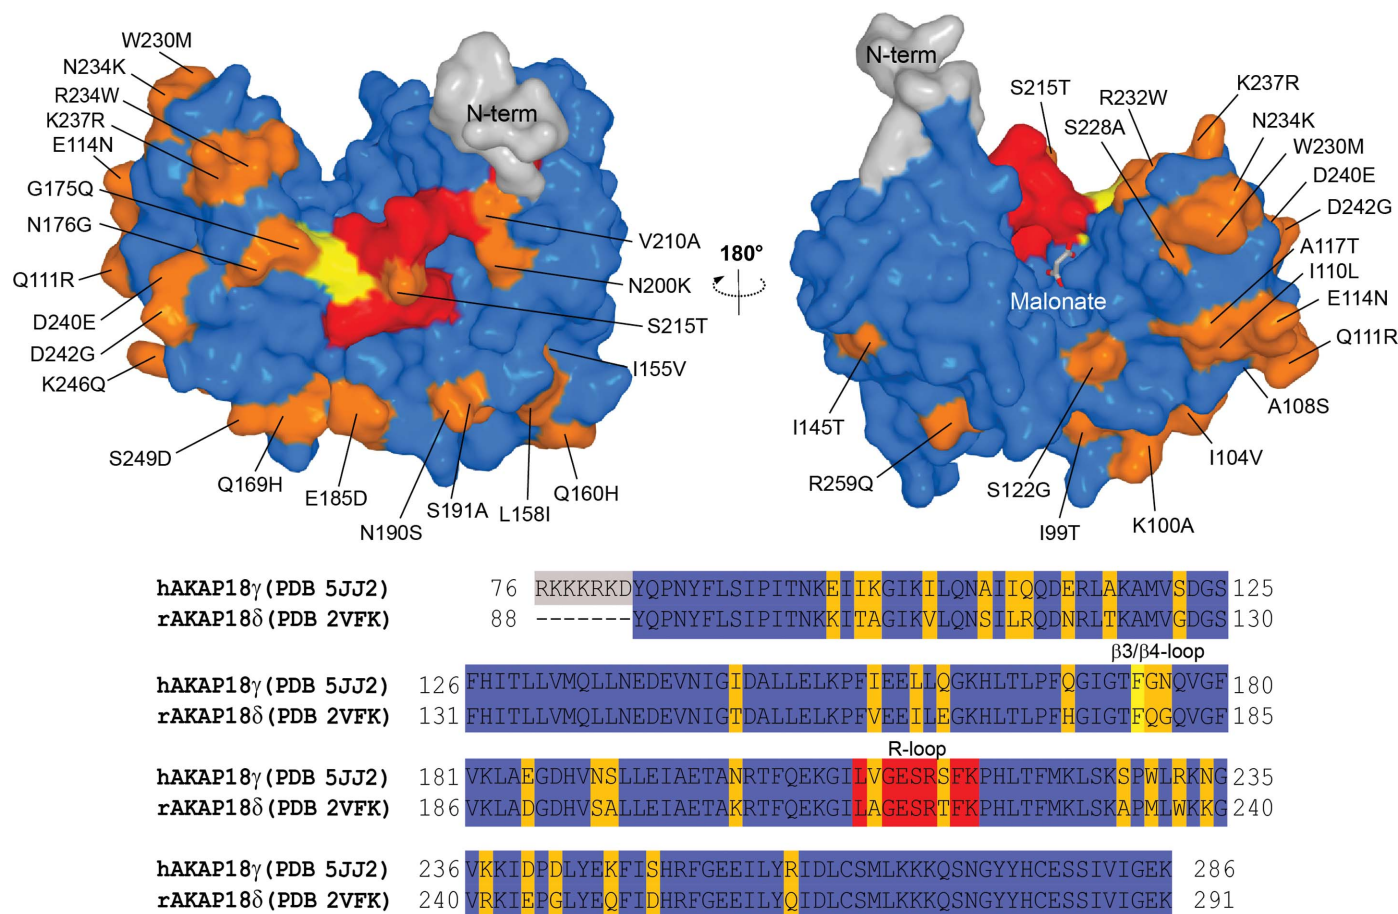 W230M
N234K
R234W
K237R
E114N
G175Q
N176G
Q111R
D240E
D242G
K246Q
S249D
Q169H
E185D
N190S
S191A
L158I
Q160H
I155V
S215T
N200K
V210A
N-term
180°
N-term
S215T
R232W
S228A
K237R
N234K
W230M
D240E
D242G
A117T
I110L
E114N
Q111R
A108S
I104V
K100A
I99T
S122G
R259Q
I145T
Malonate
hAKAP18γ(PDB 5JJ2) 76 RKKKRKDYQPNYFLSIPITNKEIIKGIKILQNAIIQQDERLAKAMVSDGS 125
rAKAP18δ(PDB 2VFK) 88 -------YQPNYFLSIPITNKKITAGIKVLQNSILRQDNRLTKAMVGDGS 130
β3/β4-loop
hAKAP18γ(PDB 5JJ2) 126 FHITLLVMQLLNEDEVNIGIDALLELKPFIEELLQGKHLTLPFQGIGTFGNQVGF 180
rAKAP18δ(PDB 2VFK) 131 FHITLLVMQLLNEDEVNIGTDALLELKPFVEEILEGKHLTLPFHGIGTFQGQVGF 185
R-loop
hAKAP18γ(PDB 5JJ2) 181 VKLAEGDHVNSLLEIAETANRTFQEKGILVGESRSFKPHLTFMKLSKSPWLRKNG 235
rAKAP18δ(PDB 2VFK) 186 VKLADGDHVSALLEIAETAKRTFQEKGILAGESRTFKPHLTFMKLSKAPMLWKKG 240
hAKAP18γ(PDB 5JJ2) 236 VKKIDPDLYEKFISHRFGEEILYRIDLCSMLKKKQSNGYYHCESSIVIGEK 286
rAKAP18δ(PDB 2VFK) 240 VRKIEPGLYEQFIDHRFGEEILYQIDLCSMLKKKQSNGYYHCESSIVIGEK 291